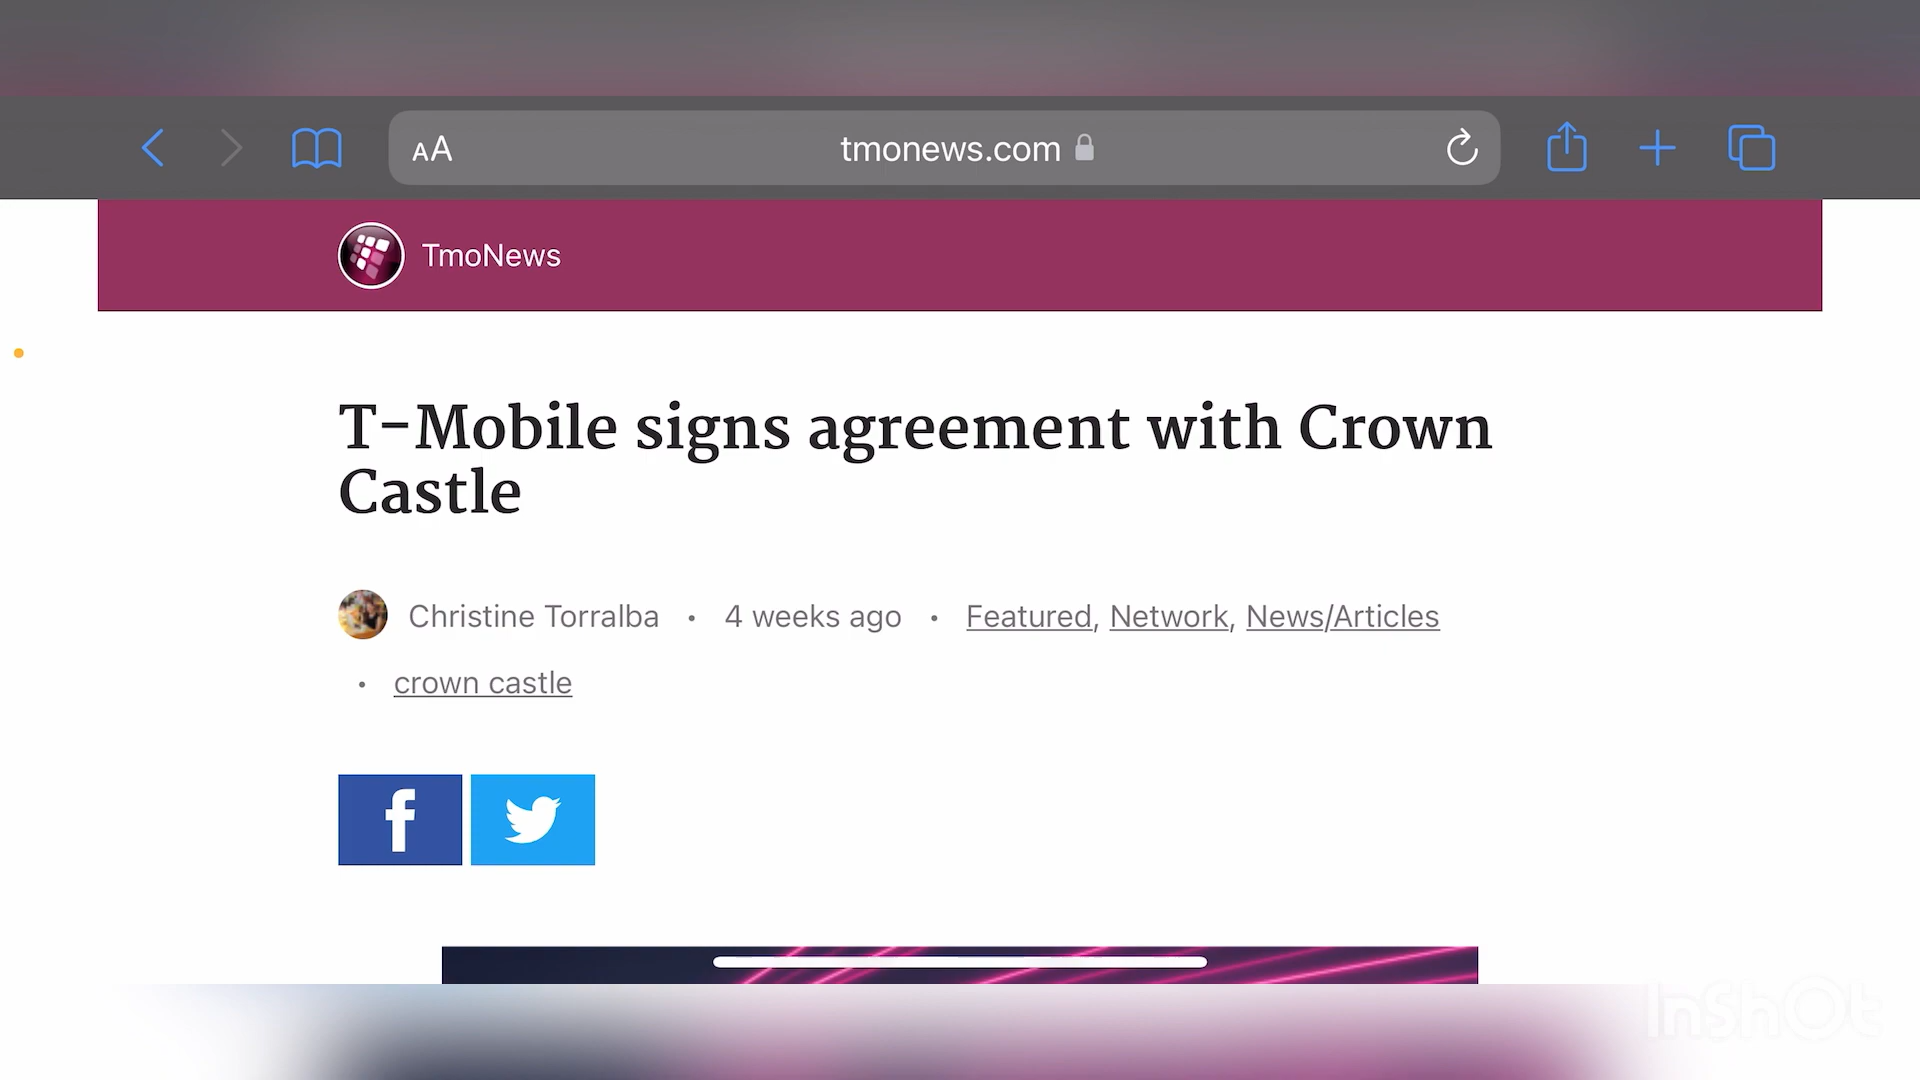 AA
tmonews.com
TmoNews
T-Mobile signs agreement with Crown
Castle
Christine Torralba • 4 weeks ago • Featured, Network, News/Articles
• crown castle
f
InShOt